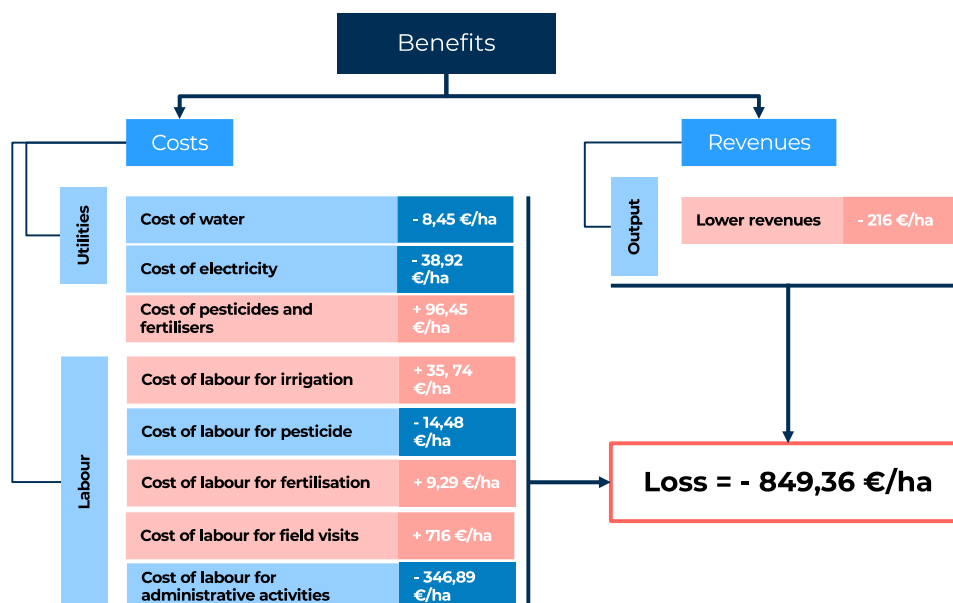 Benefits
Costs
Revenues
Utilities
Cost of water
- 8,45 €/ha
Cost of electricity
- 38,92
€/ha
Cost of pesticides and
fertilisers
+ 96,45
€/ha
Output
Lower revenues
- 216 €/ha
Labour
Cost of labour for irrigation
+ 35, 74
€/ha
Cost of labour for pesticide
- 14,48
€/ha
Cost of labour for fertilisation
+ 9,29 €/ha
Cost of labour for field visits
+ 716 €/ha
Cost of labour for
administrative activities
- 346,89
€/ha
Loss = - 849,36 €/ha